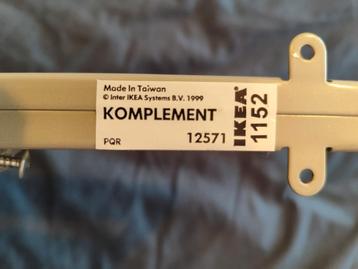 Made In Taiwan
© Inter IKEA Systems B.V. 1999
KOMPLEMENT
PQR 12571
IKEA
1152